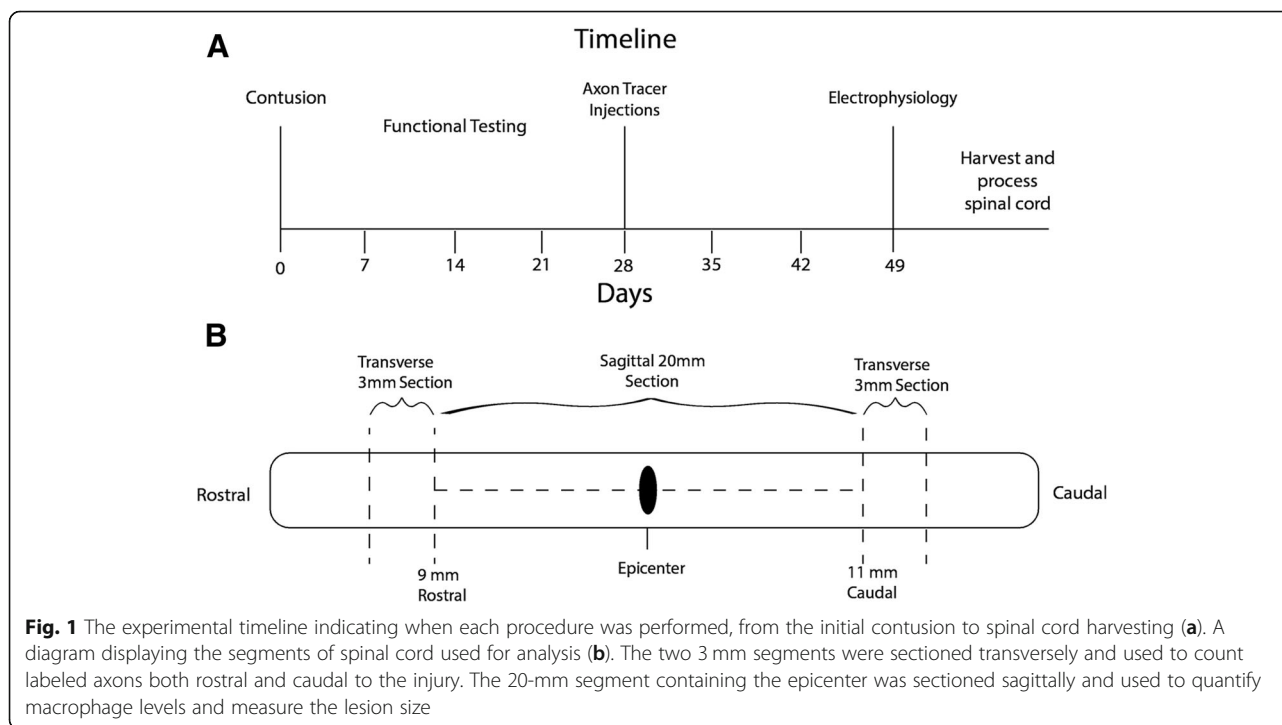 A
Timeline
Contusion
Functional Testing
Axon Tracer
Injections
Electrophysiology
Harvest and
process
spinal cord
0 7 14 21 28 35 42 49
Days
B
Transverse
3mm Section
Sagittal 20mm
Section
Transverse
3mm Section
Rostral
Caudal
9 mm
Rostral
Epicenter
11 mm
Caudal
Fig. 1 The experimental timeline indicating when each procedure was performed, from the initial contusion to spinal cord harvesting (a). A
diagram displaying the segments of spinal cord used for analysis (b). The two 3 mm segments were sectioned transversely and used to count
labeled axons both rostral and caudal to the injury. The 20-mm segment containing the epicenter was sectioned sagittally and used to quantify
macrophage levels and measure the lesion size